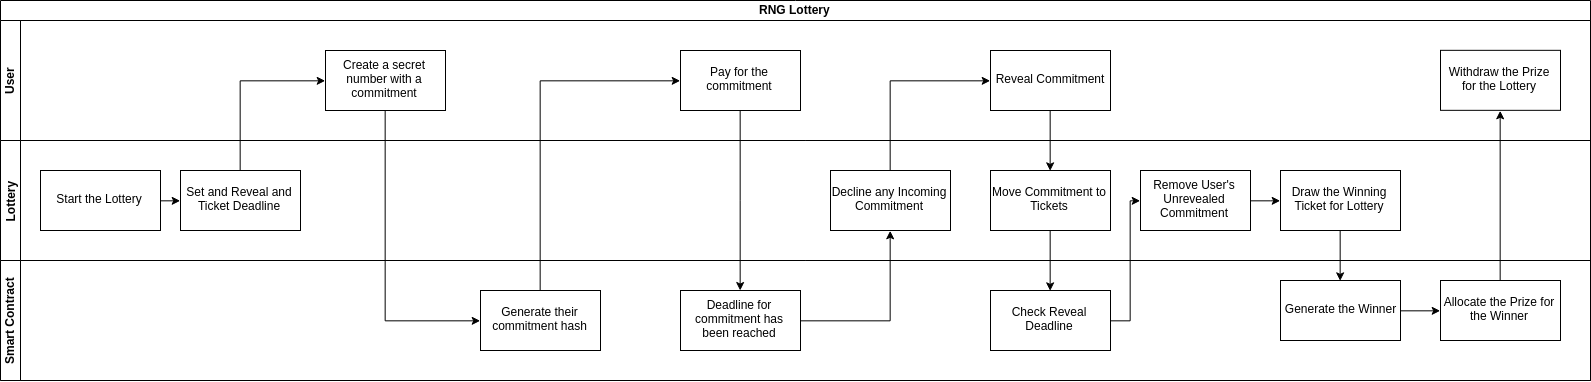 RNG Lottery
User
Create a secret
number with a
commitment
Pay for the
commitment
Reveal Commitment
Withdraw the Prize
for the Lottery
Lottery
Start the Lottery
Set and Reveal and
Ticket Deadline
Decline any Incoming
Commitment
Move Commitment to
Tickets
Remove User's
Unrevealed
Commitment
Draw the Winning
Ticket for Lottery
Smart Contract
Generate their
commitment hash
Deadline for
commitment has
been reached
Check Reveal
Deadline
Generate the Winner
Allocate the Prize for
the Winner